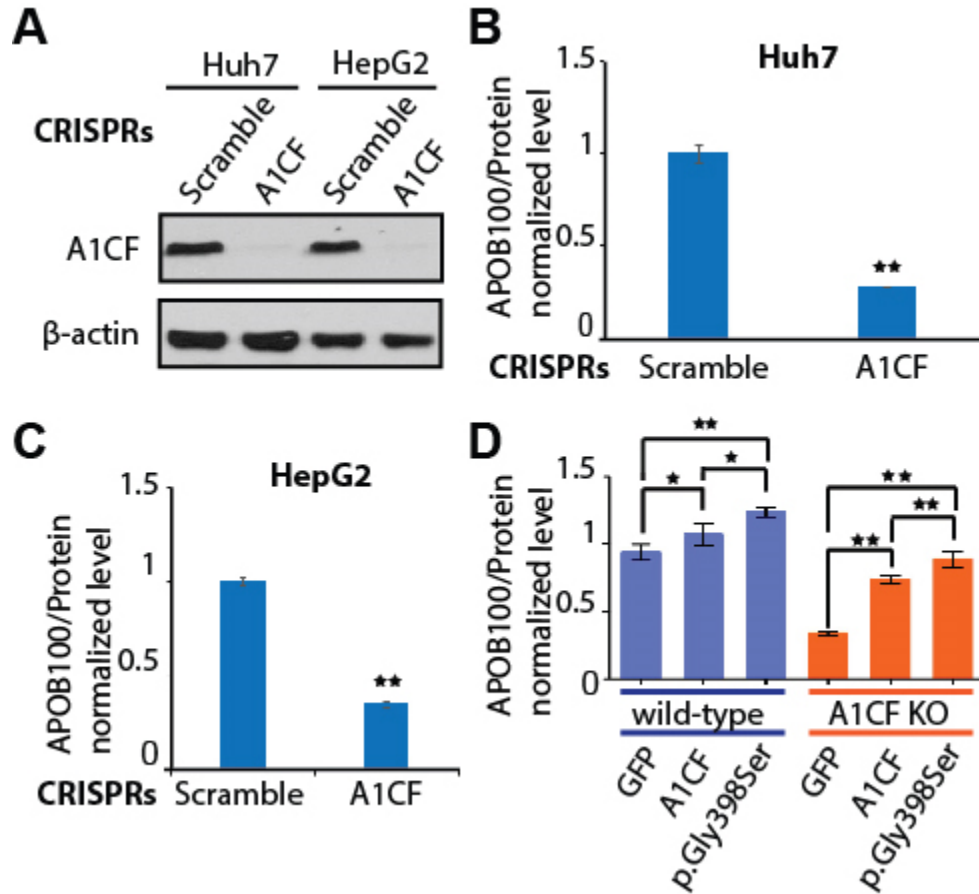 A
Huh7 HepG2
CRISPRs
Scramble A1CF Scramble A1CF
A1CF
β-actin
B
Huh7
APOB100/Protein
normalized level
1.5
1
0.5
0
★★
CRISPRs Scramble A1CF
C
HepG2
APOB100/Protein
normalized level
1.5
1
0.5
0
★★
CRISPRs Scramble A1CF
D
APOB100/Protein
normalized level
1.5
1
0.5
0
★★
★ ★
★★
★★ ★★
wild-type A1CF KO
GFP A1CF p.Gly398Ser GFP A1CF p.Gly398Ser